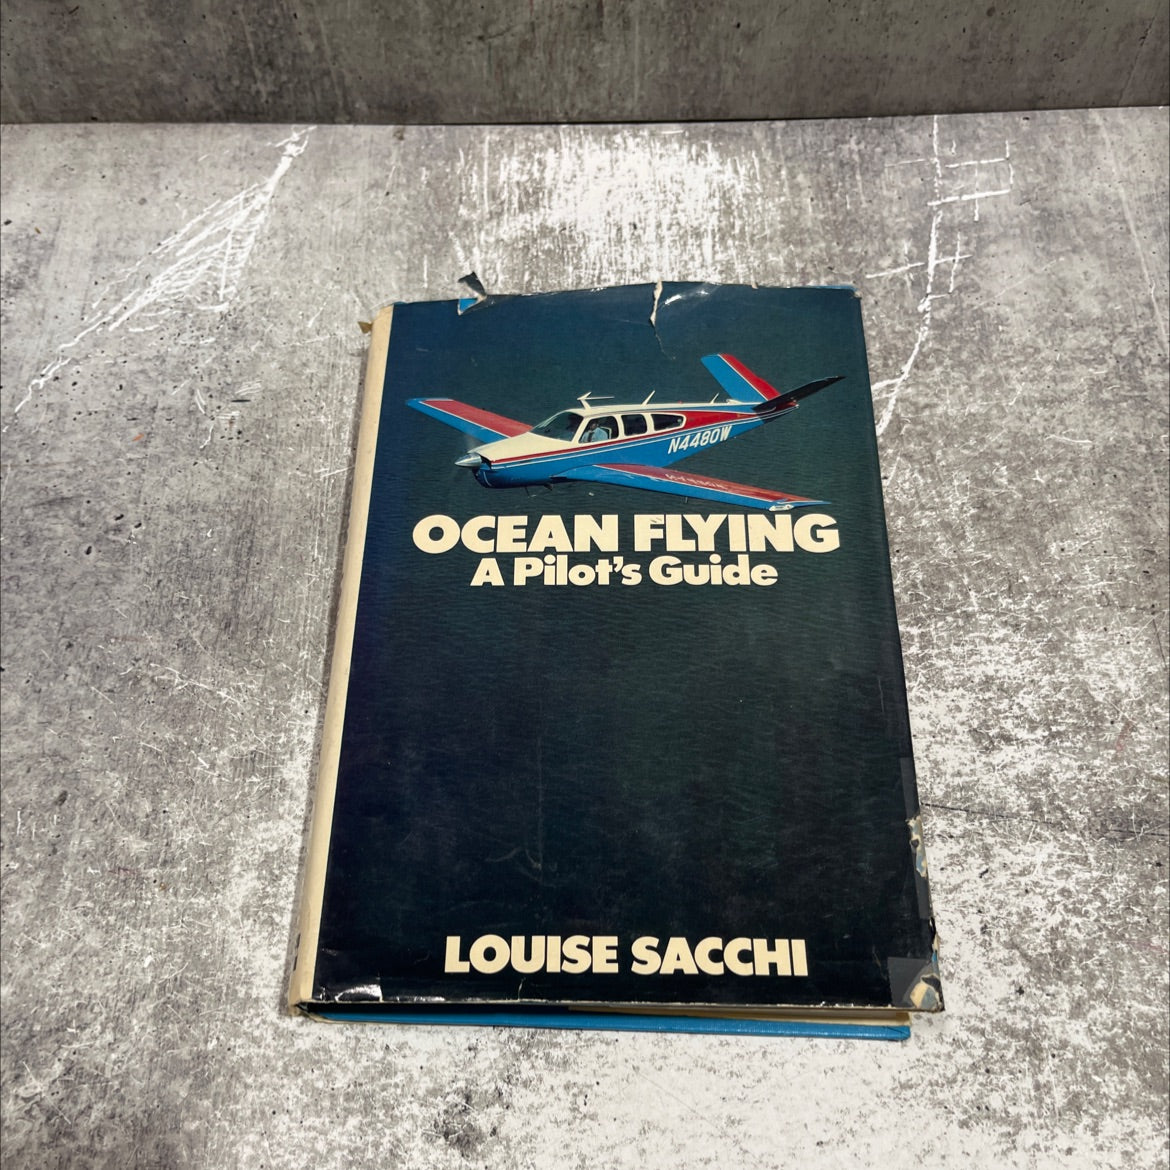 N4480W
OCEAN FLYING
A Pilot's Guide
LOUISE SACCHI